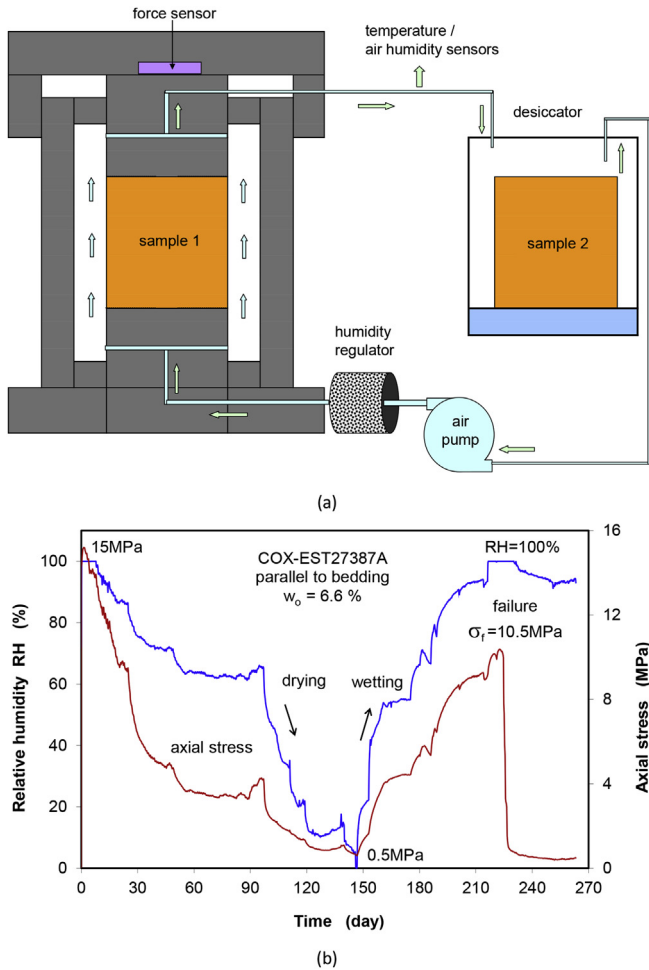 force sensor
temperature /
air humidity sensors
desiccator
sample 1
sample 2
humidity
regulator
air
pump
(a)
Relative humidity RH (%)
100
80
60
40
20
0
15MPa
COX-EST27387A
parallel to bedding
wo = 6.6 %
RH=100%
failure
σf=10.5MPa
drying
wetting
axial stress
0.5MPa
16
12
8
4
0
Axial stress (MPa)
0 30 60 90 120 150 180 210 240 270
Time (day)
(b)